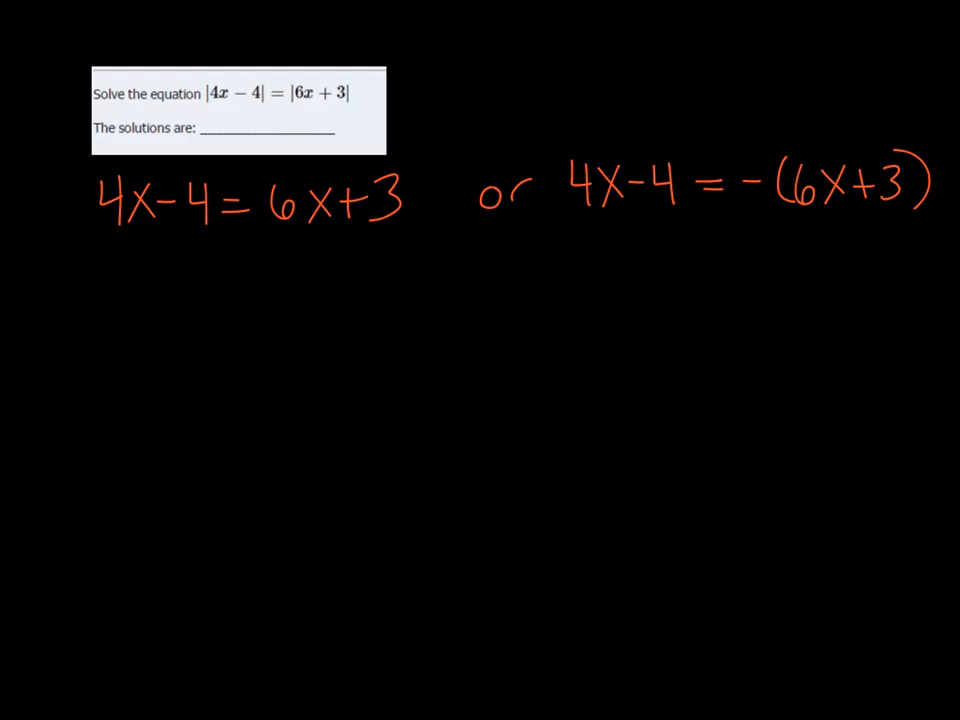 Solve the equation |4x − 4| = |6x + 3|
The solutions are: ____________________
4x-4=6x+3 or 4x-4=-(6x+3)